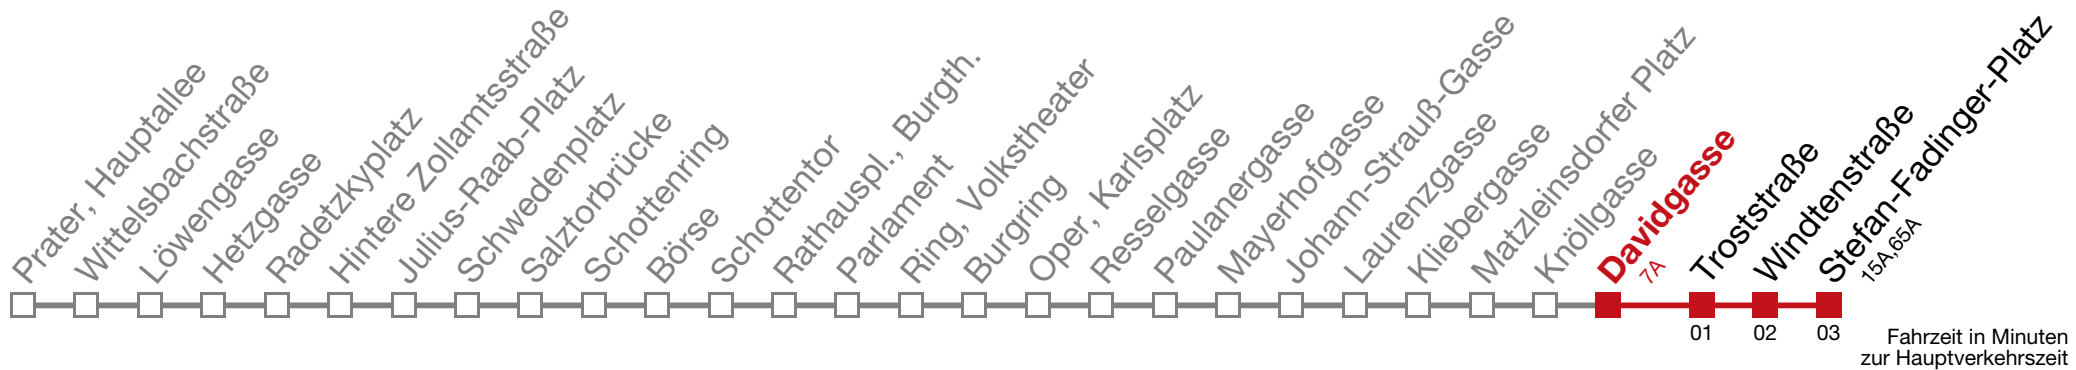 Prater, Hauptallee
Wittelsbachstraße
Löwengasse
Hetzgasse
Radetzkyplatz
Hintere Zollamtsstraße
Julius-Raab-Platz
Schwedenplatz
Salztorbrücke
Schottenring
Börse
Schottentor
Rathauspl., Burgth.
Parlament
Ring, Volkstheater
Burgring
Oper, Karlsplatz
Resselgasse
Paulanergasse
Mayerhofgasse
Johann-Strauß-Gasse
Laurenzgasse
Kliebergasse
Matzleinsdorfer Platz
Knöllgasse
Davidgasse
7A
Troststraße
Windtenstraße
Stefan-Fadinger-Platz
15A,65A
01
02
03
Fahrzeit in Minuten
zur Hauptverkehrszeit